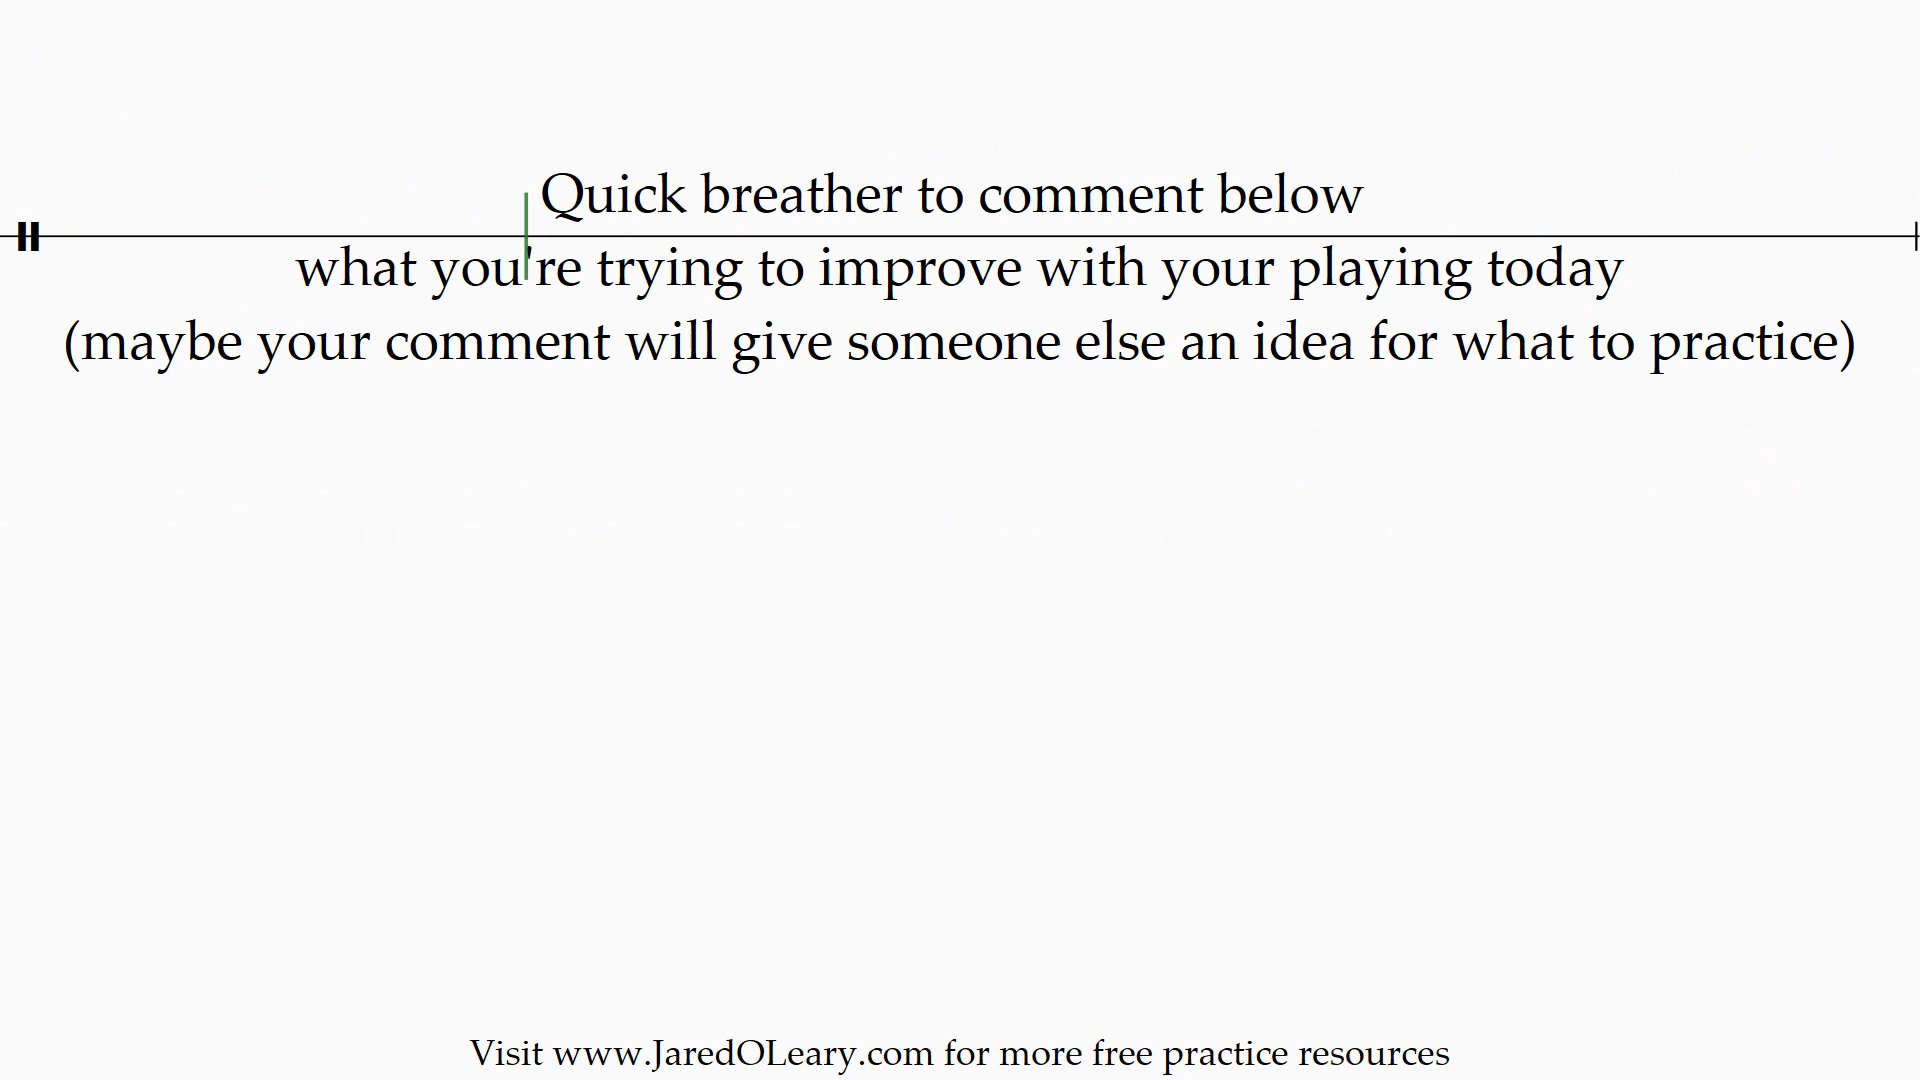 Quick breather to comment below
what you're trying to improve with your playing today
(maybe your comment will give someone else an idea for what to practice)
Visit www.JaredOLeary.com for more free practice resources